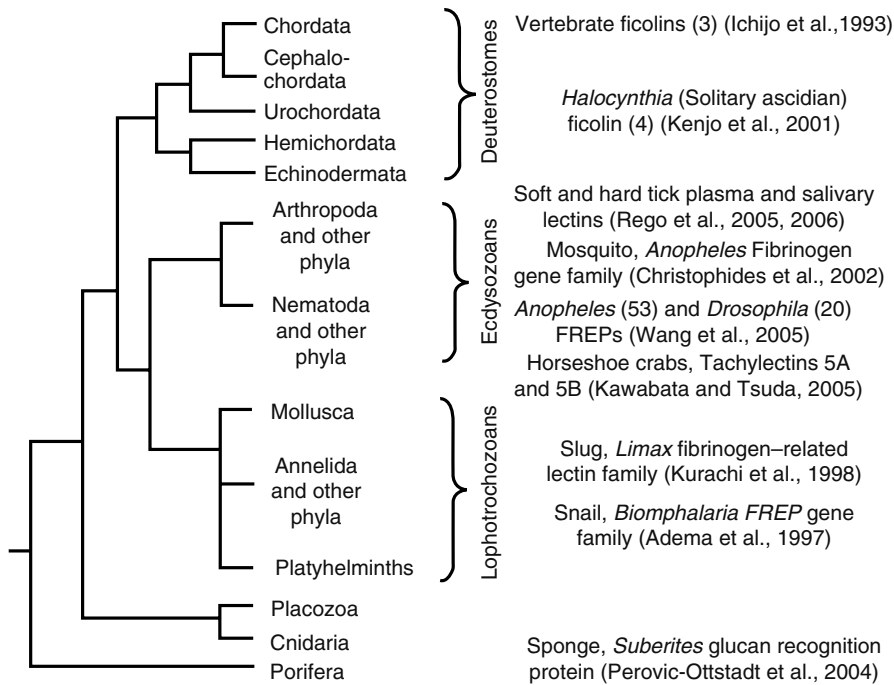 Chordata
Cephalo-
chordata
Urochordata
Hemichordata
Echinodermata
Arthropoda
and other
phyla
Nematoda
and other
phyla
Mollusca
Annelida
and other
phyla
Platyhelminths
Placozoa
Cnidaria
Porifera
Deuterostomes
Ecdysozoans
Lophotrochozoans
Vertebrate ficolins (3) (Ichijo et al.,1993)
Halocynthia (Solitary ascidian)
ficolin (4) (Kenjo et al., 2001)
Soft and hard tick plasma and salivary
lectins (Rego et al., 2005, 2006)
Mosquito, Anopheles Fibrinogen
gene family (Christophides et al., 2002)
Anopheles (53) and Drosophila (20)
FREPs (Wang et al., 2005)
Horseshoe crabs, Tachylectins 5A
and 5B (Kawabata and Tsuda, 2005)
Slug, Limax fibrinogen–related
lectin family (Kurachi et al., 1998)
Snail, Biomphalaria FREP gene
family (Adema et al., 1997)
Sponge, Suberites glucan recognition
protein (Perovic-Ottstadt et al., 2004)